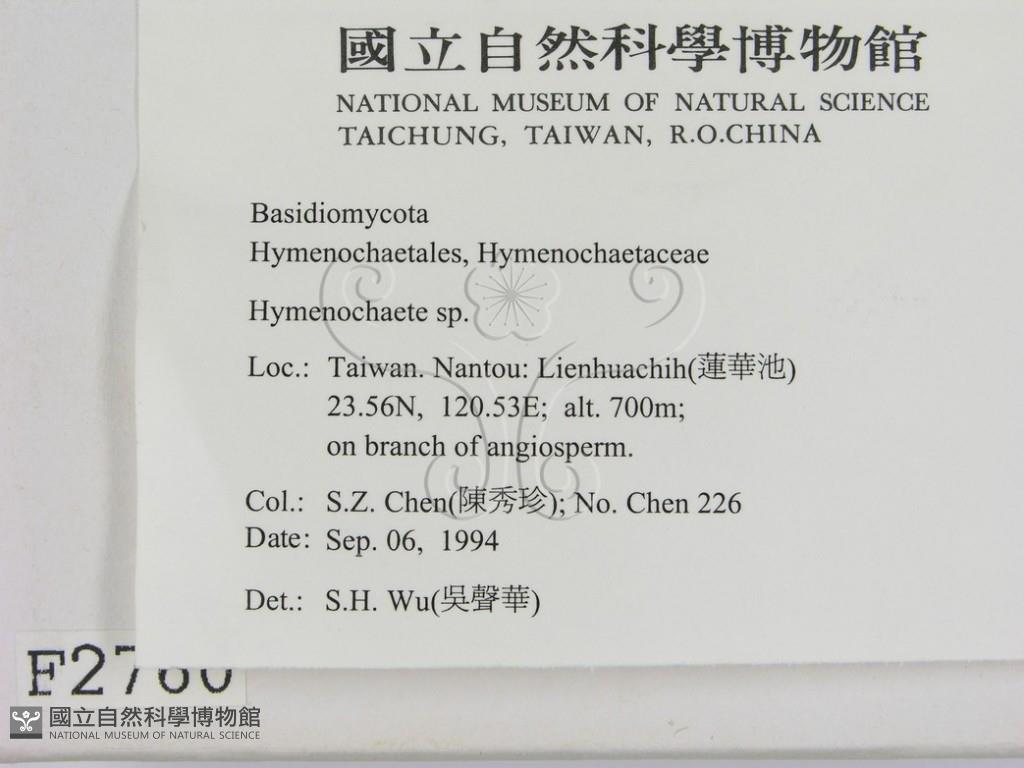 國立自然科學博物館
NATIONAL MUSEUM OF NATURAL SCIENCE
TAICHUNG, TAIWAN, R.O.CHINA
Basidiomycota
Hymenochaetales, Hymenochaetaceae
Hymenochaete sp.
Loc.: Taiwan. Nantou: Lienhuachih(蓮華池)
23.56N, 120.53E; alt. 700m;
on branch of angiosperm.
Col.: S.Z. Chen(陳秀珍); No. Chen 226
Date: Sep. 06, 1994
Det.: S.H. Wu(吳聲華)
國立自然科學博物館
NATIONAL MUSEUM OF NATURAL SCIENCE